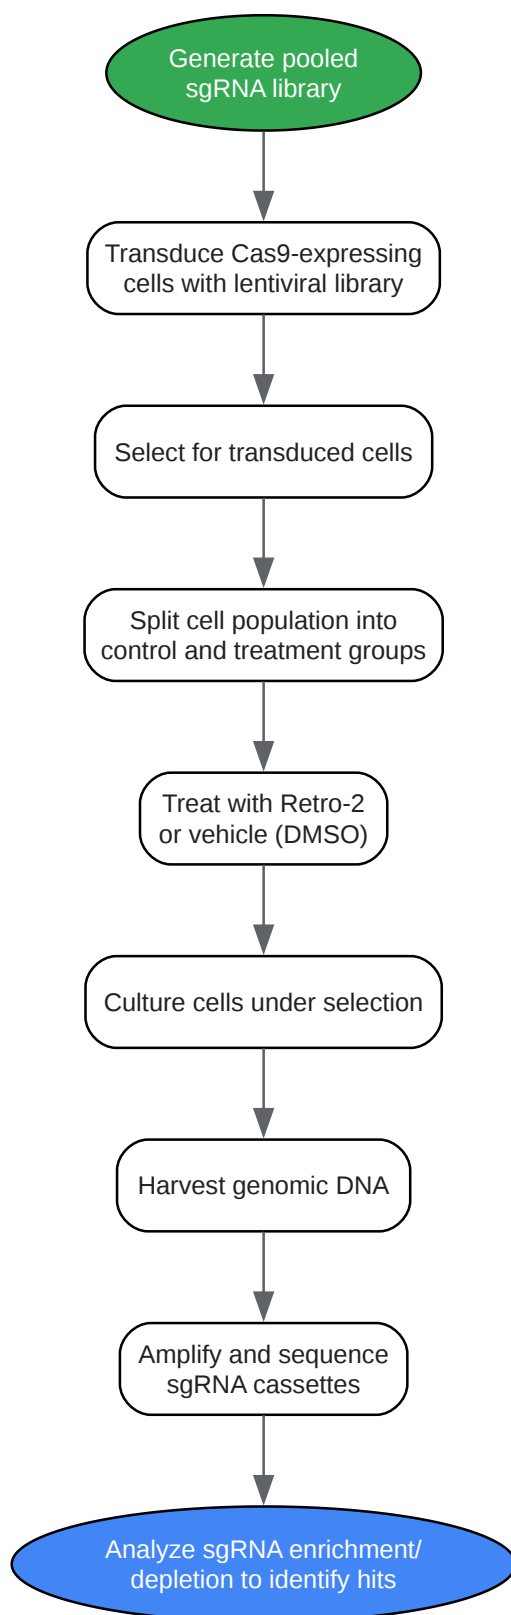 Generate pooled
sgRNA library
Transduce Cas9-expressing
cells with lentiviral library
Select for transduced cells
Split cell population into
control and treatment groups
Treat with Retro-2
or vehicle (DMSO)
Culture cells under selection
Harvest genomic DNA
Amplify and sequence
sgRNA cassettes
Analyze sgRNA enrichment/
depletion to identify hits